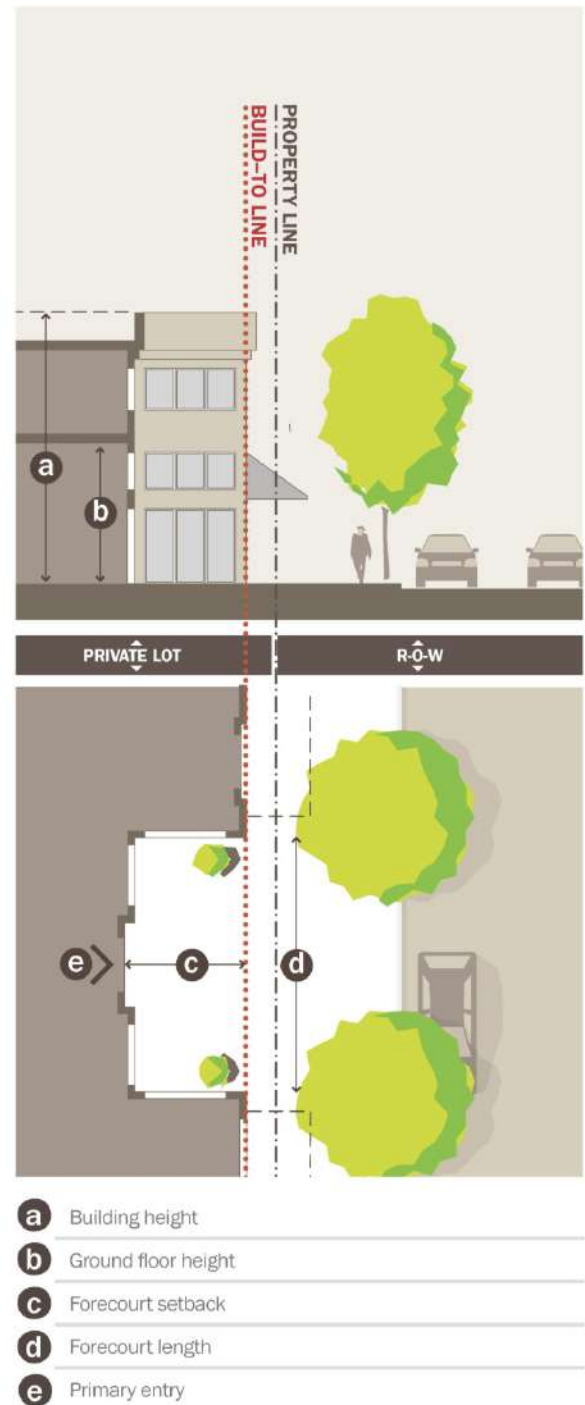 PROPERTY LINE
BUILD–TO LINE
a
b
PRIVATE LOT
R-O-W
e
c
d
a Building height
b Ground floor height
c Forecourt setback
d Forecourt length
e Primary entry